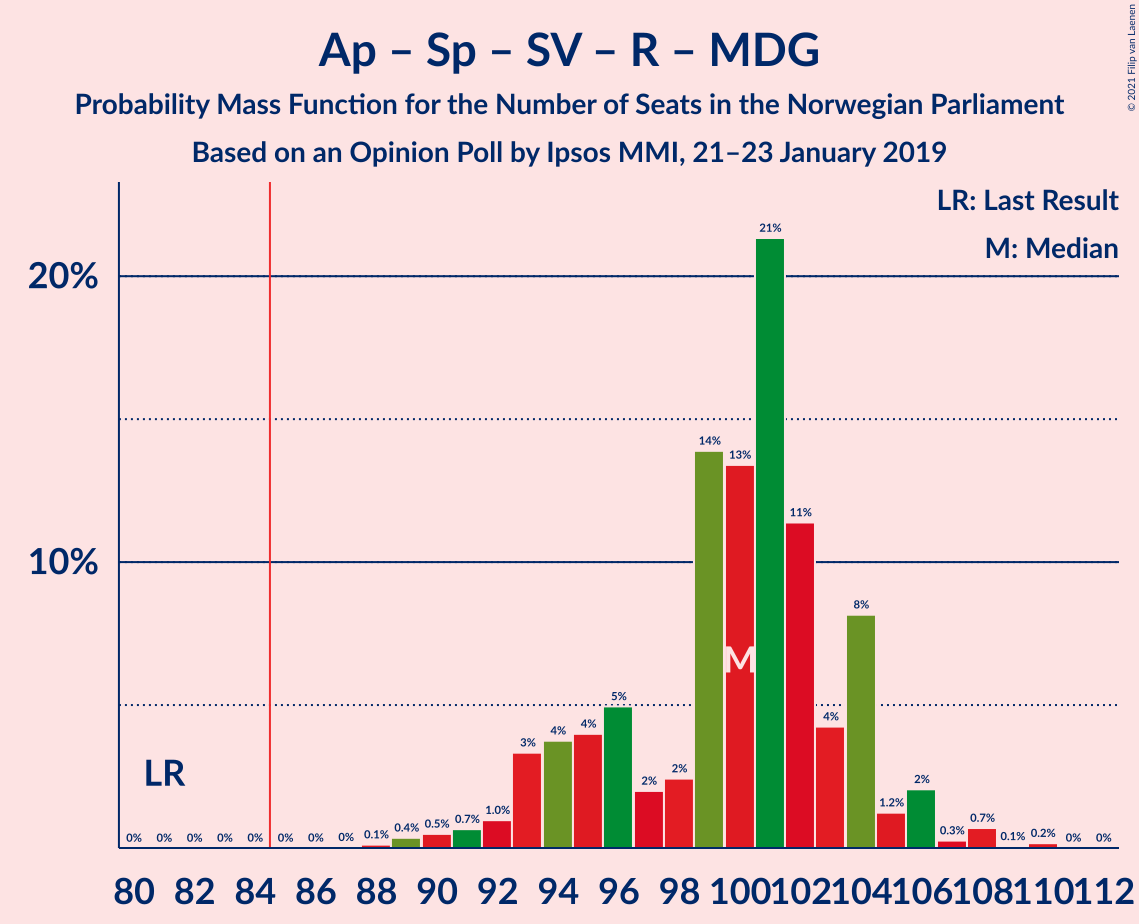 Ap – Sp – SV – R – MDG
Probability Mass Function for the Number of Seats in the Norwegian Parliament
Based on an Opinion Poll by Ipsos MMI, 21–23 January 2019
© 2021 Filip van Laenen
LR: Last Result
M: Median
20%
10%
21%
14%
13%
11%
8%
M
5%
4%
4%
4%
3%
2%
2%
2%
LR
0% 0% 0% 0% 0% 0% 0% 0% 0.1% 0.4% 0.5% 0.7% 1.0% 1.2% 0.3% 0.7% 0.1% 0.2% 0% 0%
80 82 84 86 88 90 92 94 96 98 100 102 104 106 108 110 112